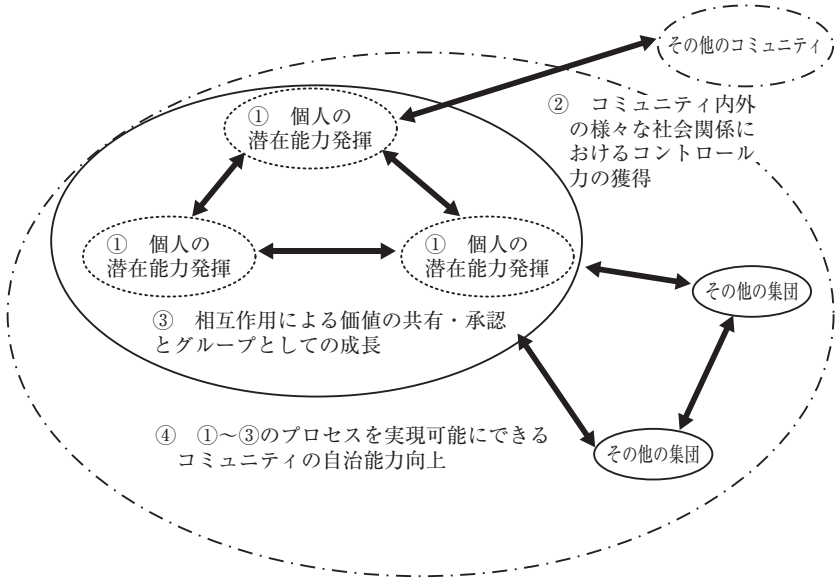 その他のコミュニティ
② コミュニティ内外
の様々な社会関係に
おけるコントロール
力の獲得
① 個人の
潜在能力発揮
① 個人の
潜在能力発揮
① 個人の
潜在能力発揮
その他の集団
③ 相互作用による価値の共有・承認
とグループとしての成長
④ ①〜③のプロセスを実現可能にできる
コミュニティの自治能力向上
その他の集団